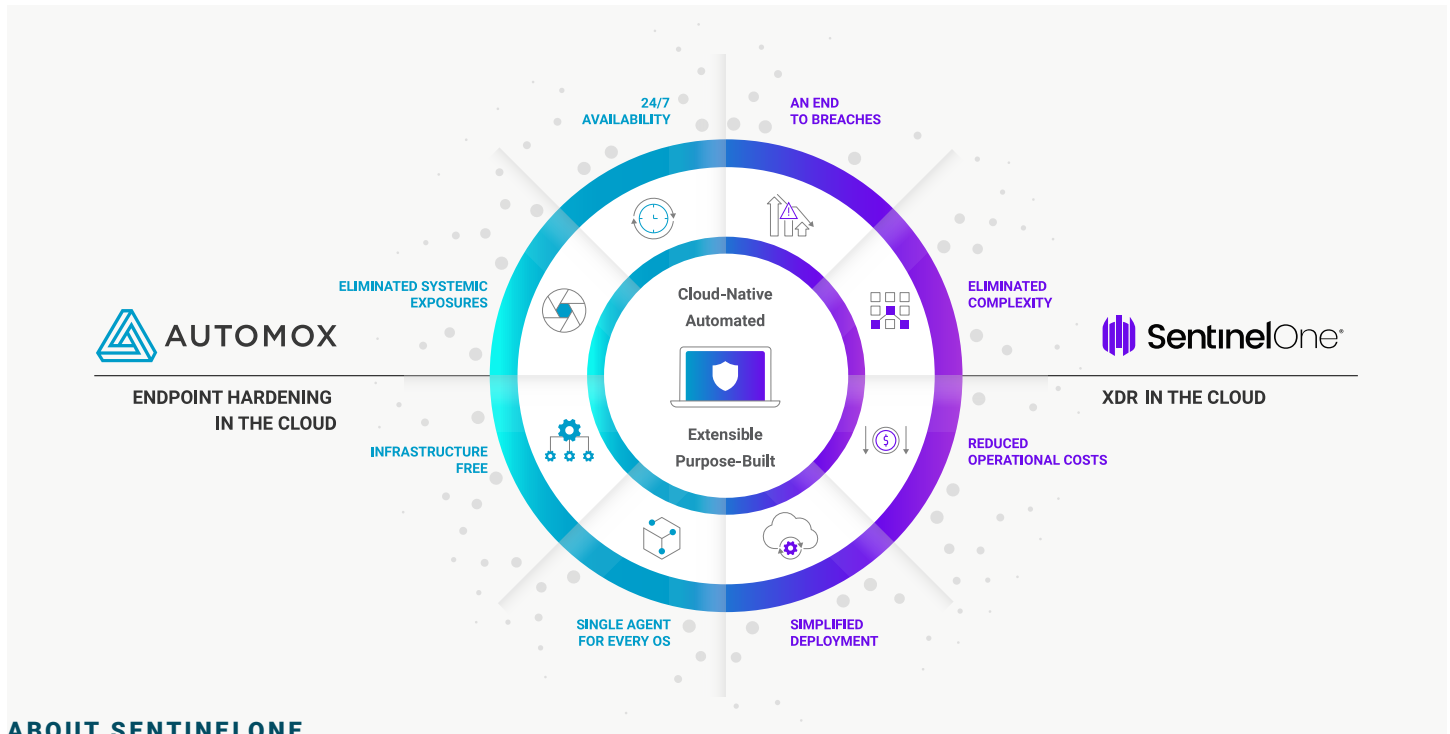 24/7
AVAILABILITY
AN END
TO BREACHES
ELIMINATED SYSTEMIC
EXPOSURES
ELIMINATED
COMPLEXITY
Cloud-Native
Automated
AUTOMOX
SentinelOne®
ENDPOINT HARDENING
IN THE CLOUD
XDR IN THE CLOUD
Extensible
Purpose-Built
INFRASTRUCTURE
FREE
REDUCED
OPERATIONAL COSTS
SINGLE AGENT
FOR EVERY OS
SIMPLIFIED
DEPLOYMENT
ABOUT SENTINELONE